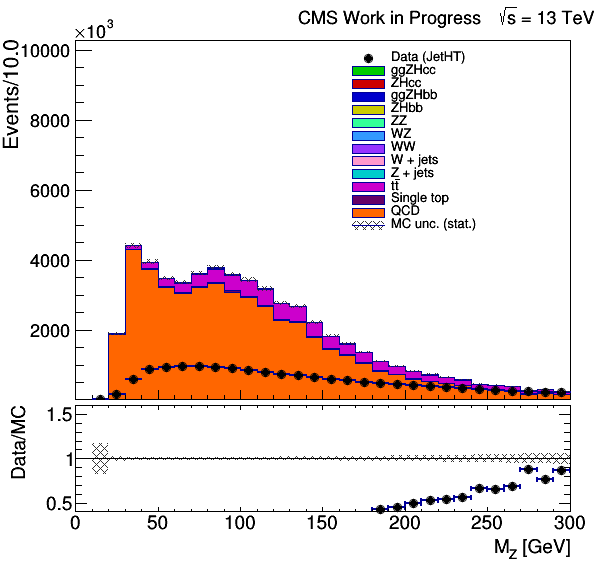 CMS Work in Progress √s = 13 TeV
×10³
Events/10.0
10000
8000
6000
4000
2000
Data (JetHT)
ggZHcc
ZHcc
ggZHbb
ZHbb
ZZ
WZ
WW
W + jets
Z + jets
tt̄
Single top
QCD
MC unc. (stat.)
Data/MC
1.5
1
0.5
0 50 100 150 200 250 300
M_Z [GeV]